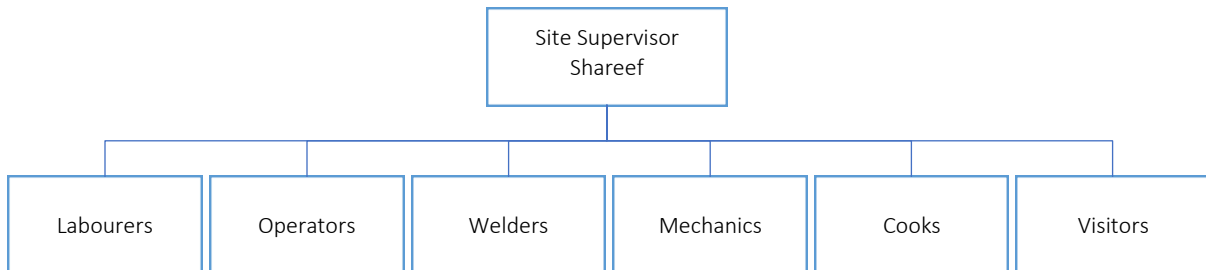 Site Supervisor
Shareef
Labourers
Operators
Welders
Mechanics
Cooks
Visitors